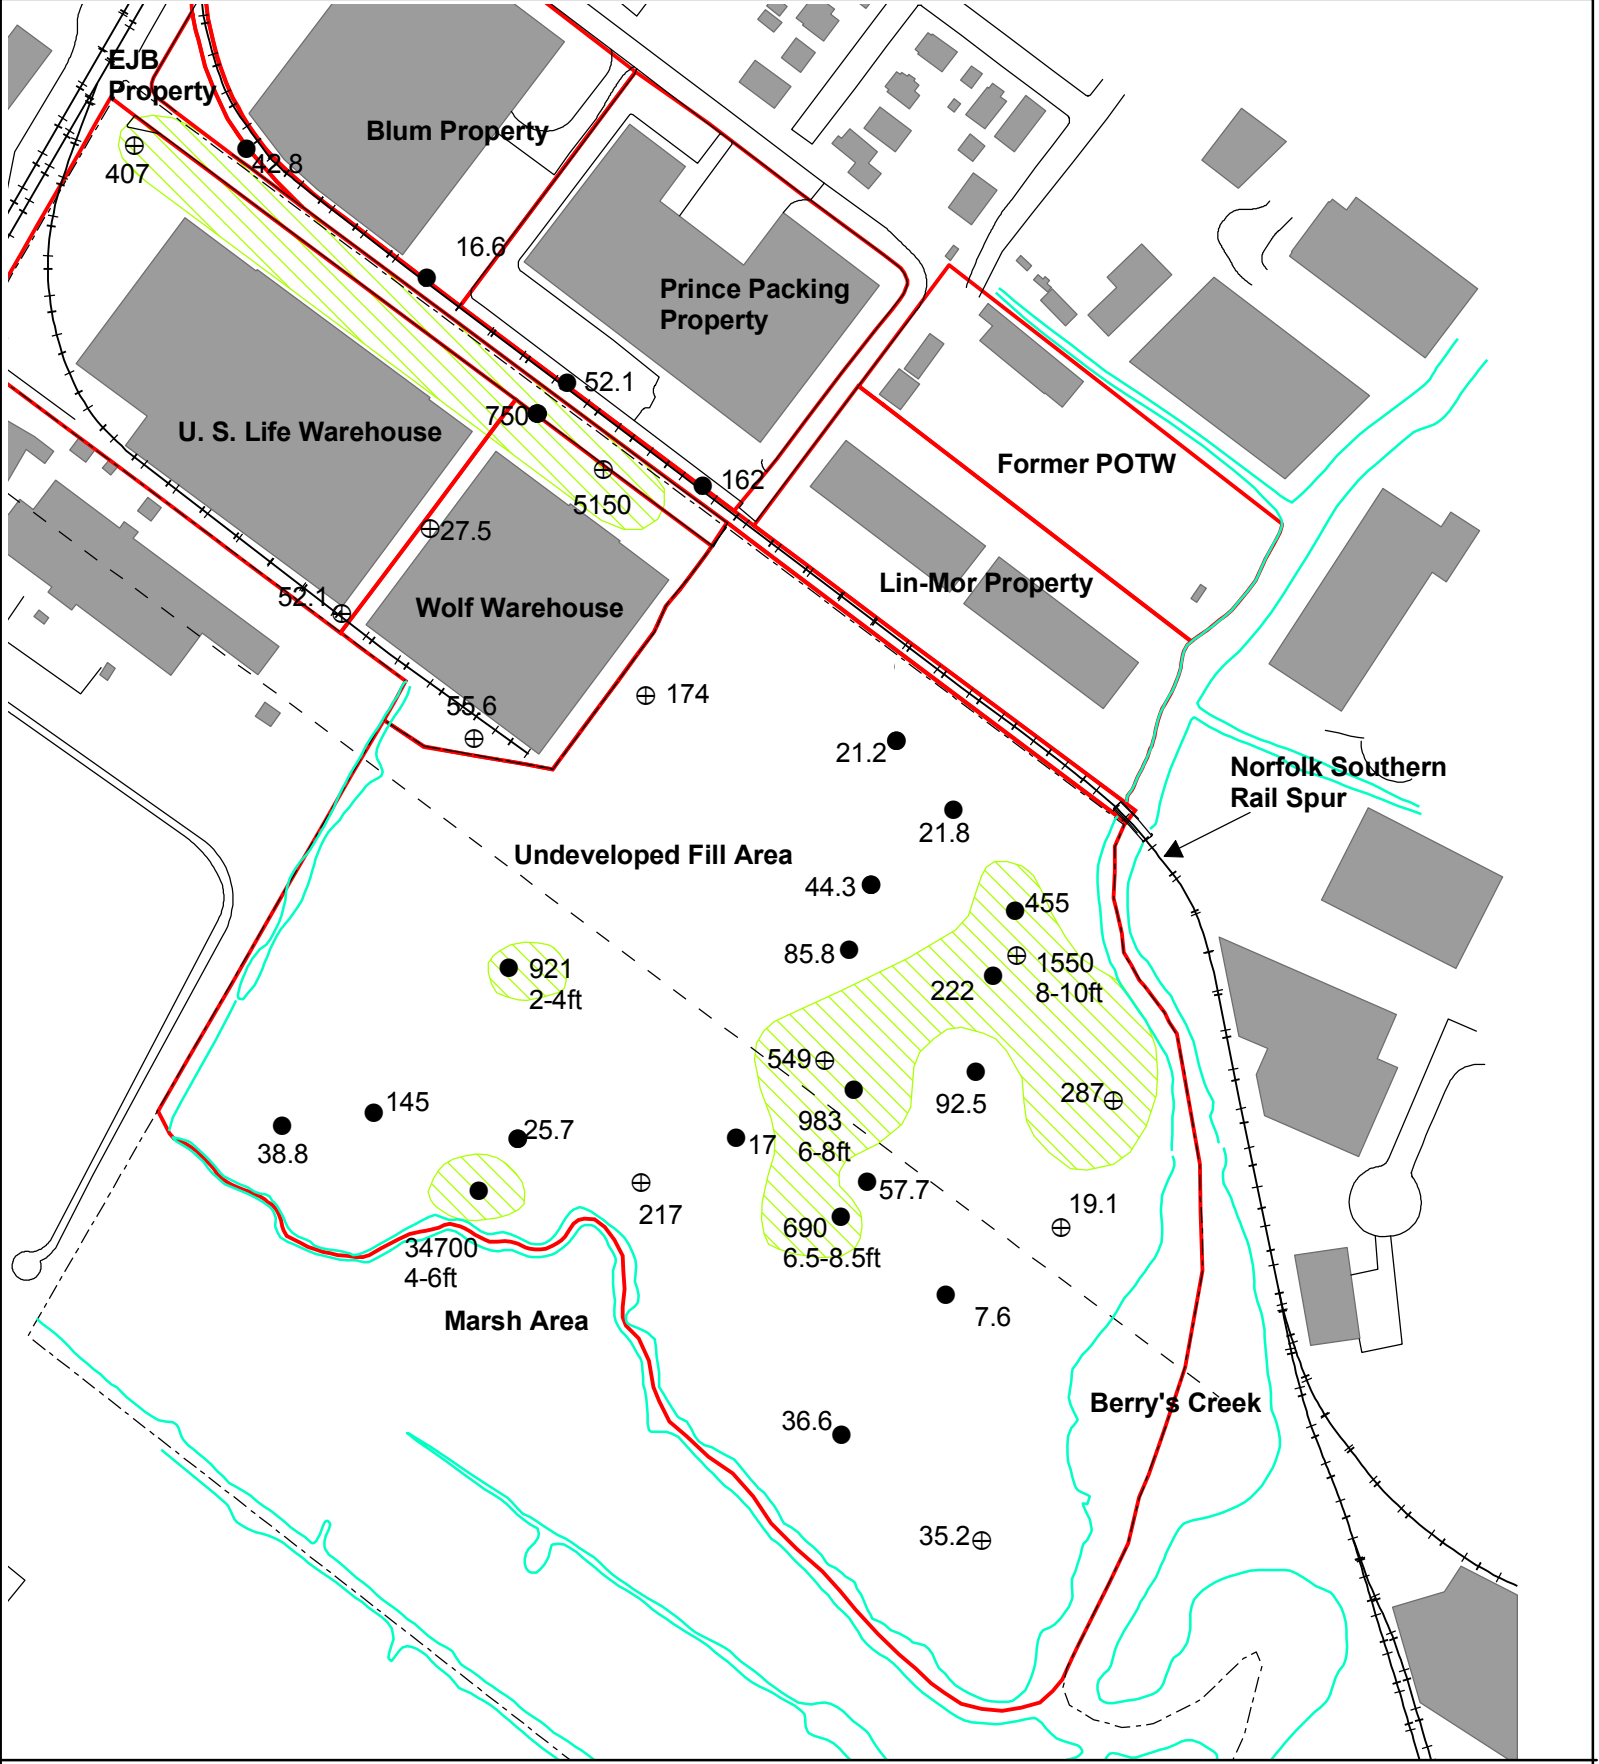 EJB
Property
Blum Property
42.8
407
16.6
Prince Packing
Property
52.1
750
U. S. Life Warehouse
Former POTW
162
5150
27.5
Lin-Mor Property
52.1
Wolf Warehouse
174
55.6
21.2
Norfolk Southern
Rail Spur
21.8
Undeveloped Fill Area
44.3
455
85.8
921
2-4ft
1550
8-10ft
222
549
287
145
92.5
983
6-8ft
25.7
17
38.8
57.7
19.1
217
690
6.5-8.5ft
34700
4-6ft
7.6
Marsh Area
Berry's Creek
36.6
35.2